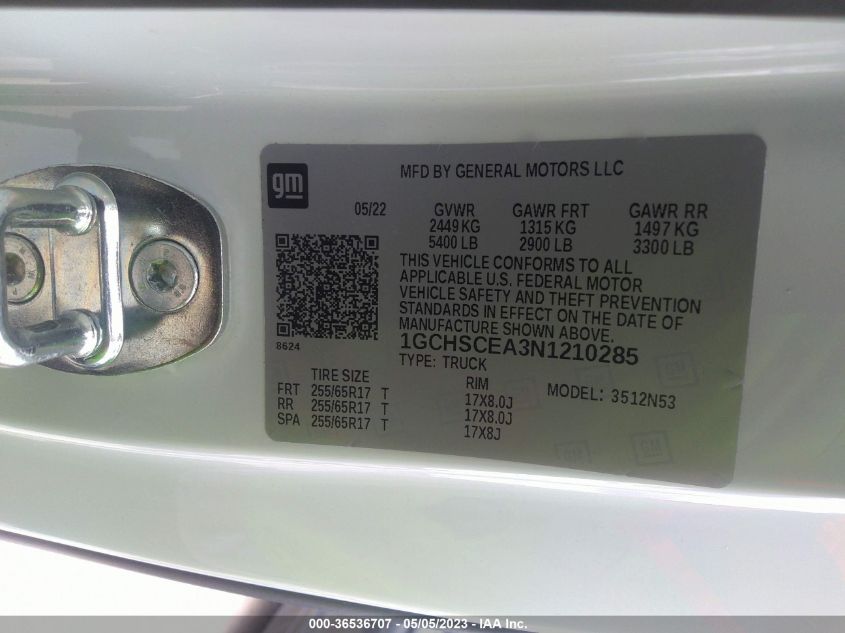 gm
MFD BY GENERAL MOTORS LLC
05/22
GVWR GAWR FRT GAWR RR
2449 KG 1315 KG 1497 KG
5400 LB 2900 LB 3300 LB
THIS VEHICLE CONFORMS TO ALL
APPLICABLE U.S. FEDERAL MOTOR
VEHICLE SAFETY AND THEFT PREVENTION
STANDARDS IN EFFECT ON THE DATE OF
MANUFACTURE SHOWN ABOVE.
8624
1GCHSCEA3N1210285
TYPE: TRUCK
TIRE SIZE RIM MODEL: 3512N53
FRT 255/65R17 T 17X8.0J
RR 255/65R17 T 17X8.0J
SPA 255/65R17 T 17X8J
GM
GM
000-36536707 - 05/05/2023 - IAA Inc.